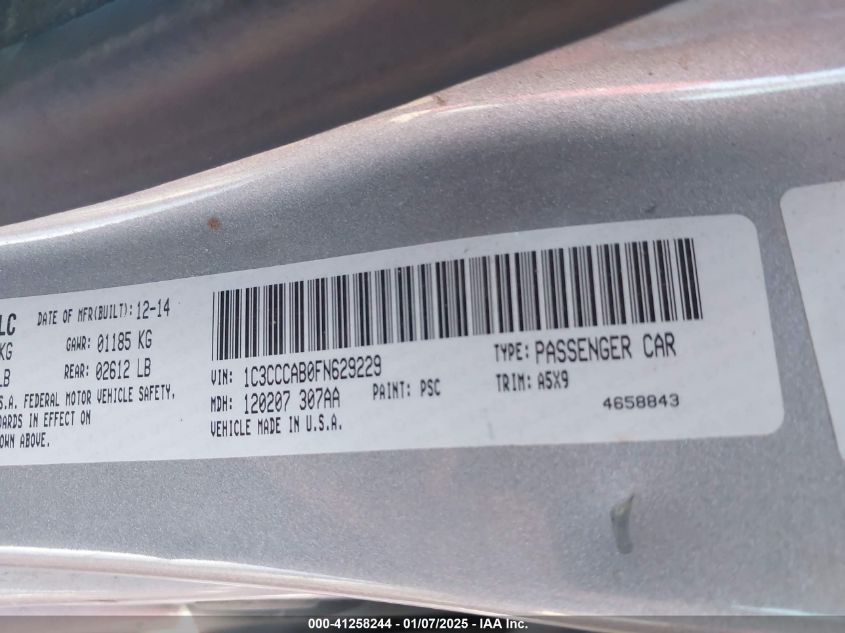 LC DATE OF MFR(BUILT): 12-14
KG GAWR: 01185 KG
LB REAR: 02612 LB
S.A. FEDERAL MOTOR VEHICLE SAFETY,
DARDS IN EFFECT ON
OWN ABOVE.
VIN: 1C3CCCAB0FN629229 TYPE: PASSENGER CAR
MDH: 120207 307AA PAINT: PSC TRIM: A5X9
VEHICLE MADE IN U.S.A. 4658843
000-41258244 - 01/07/2025 - IAA Inc.